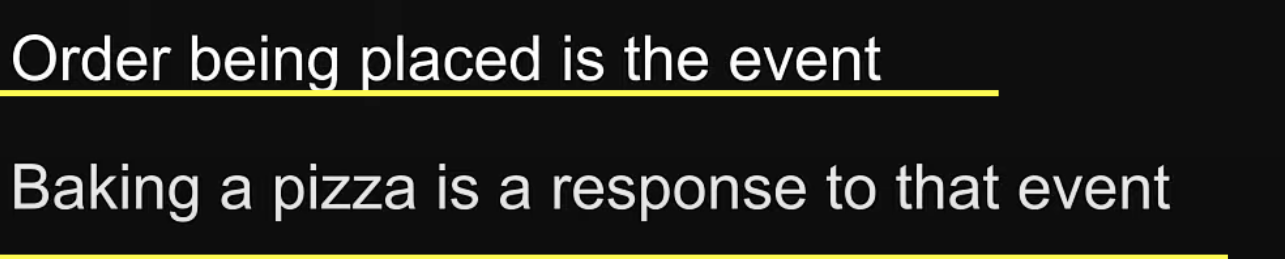 Order being placed is the event
Baking a pizza is a response to that event